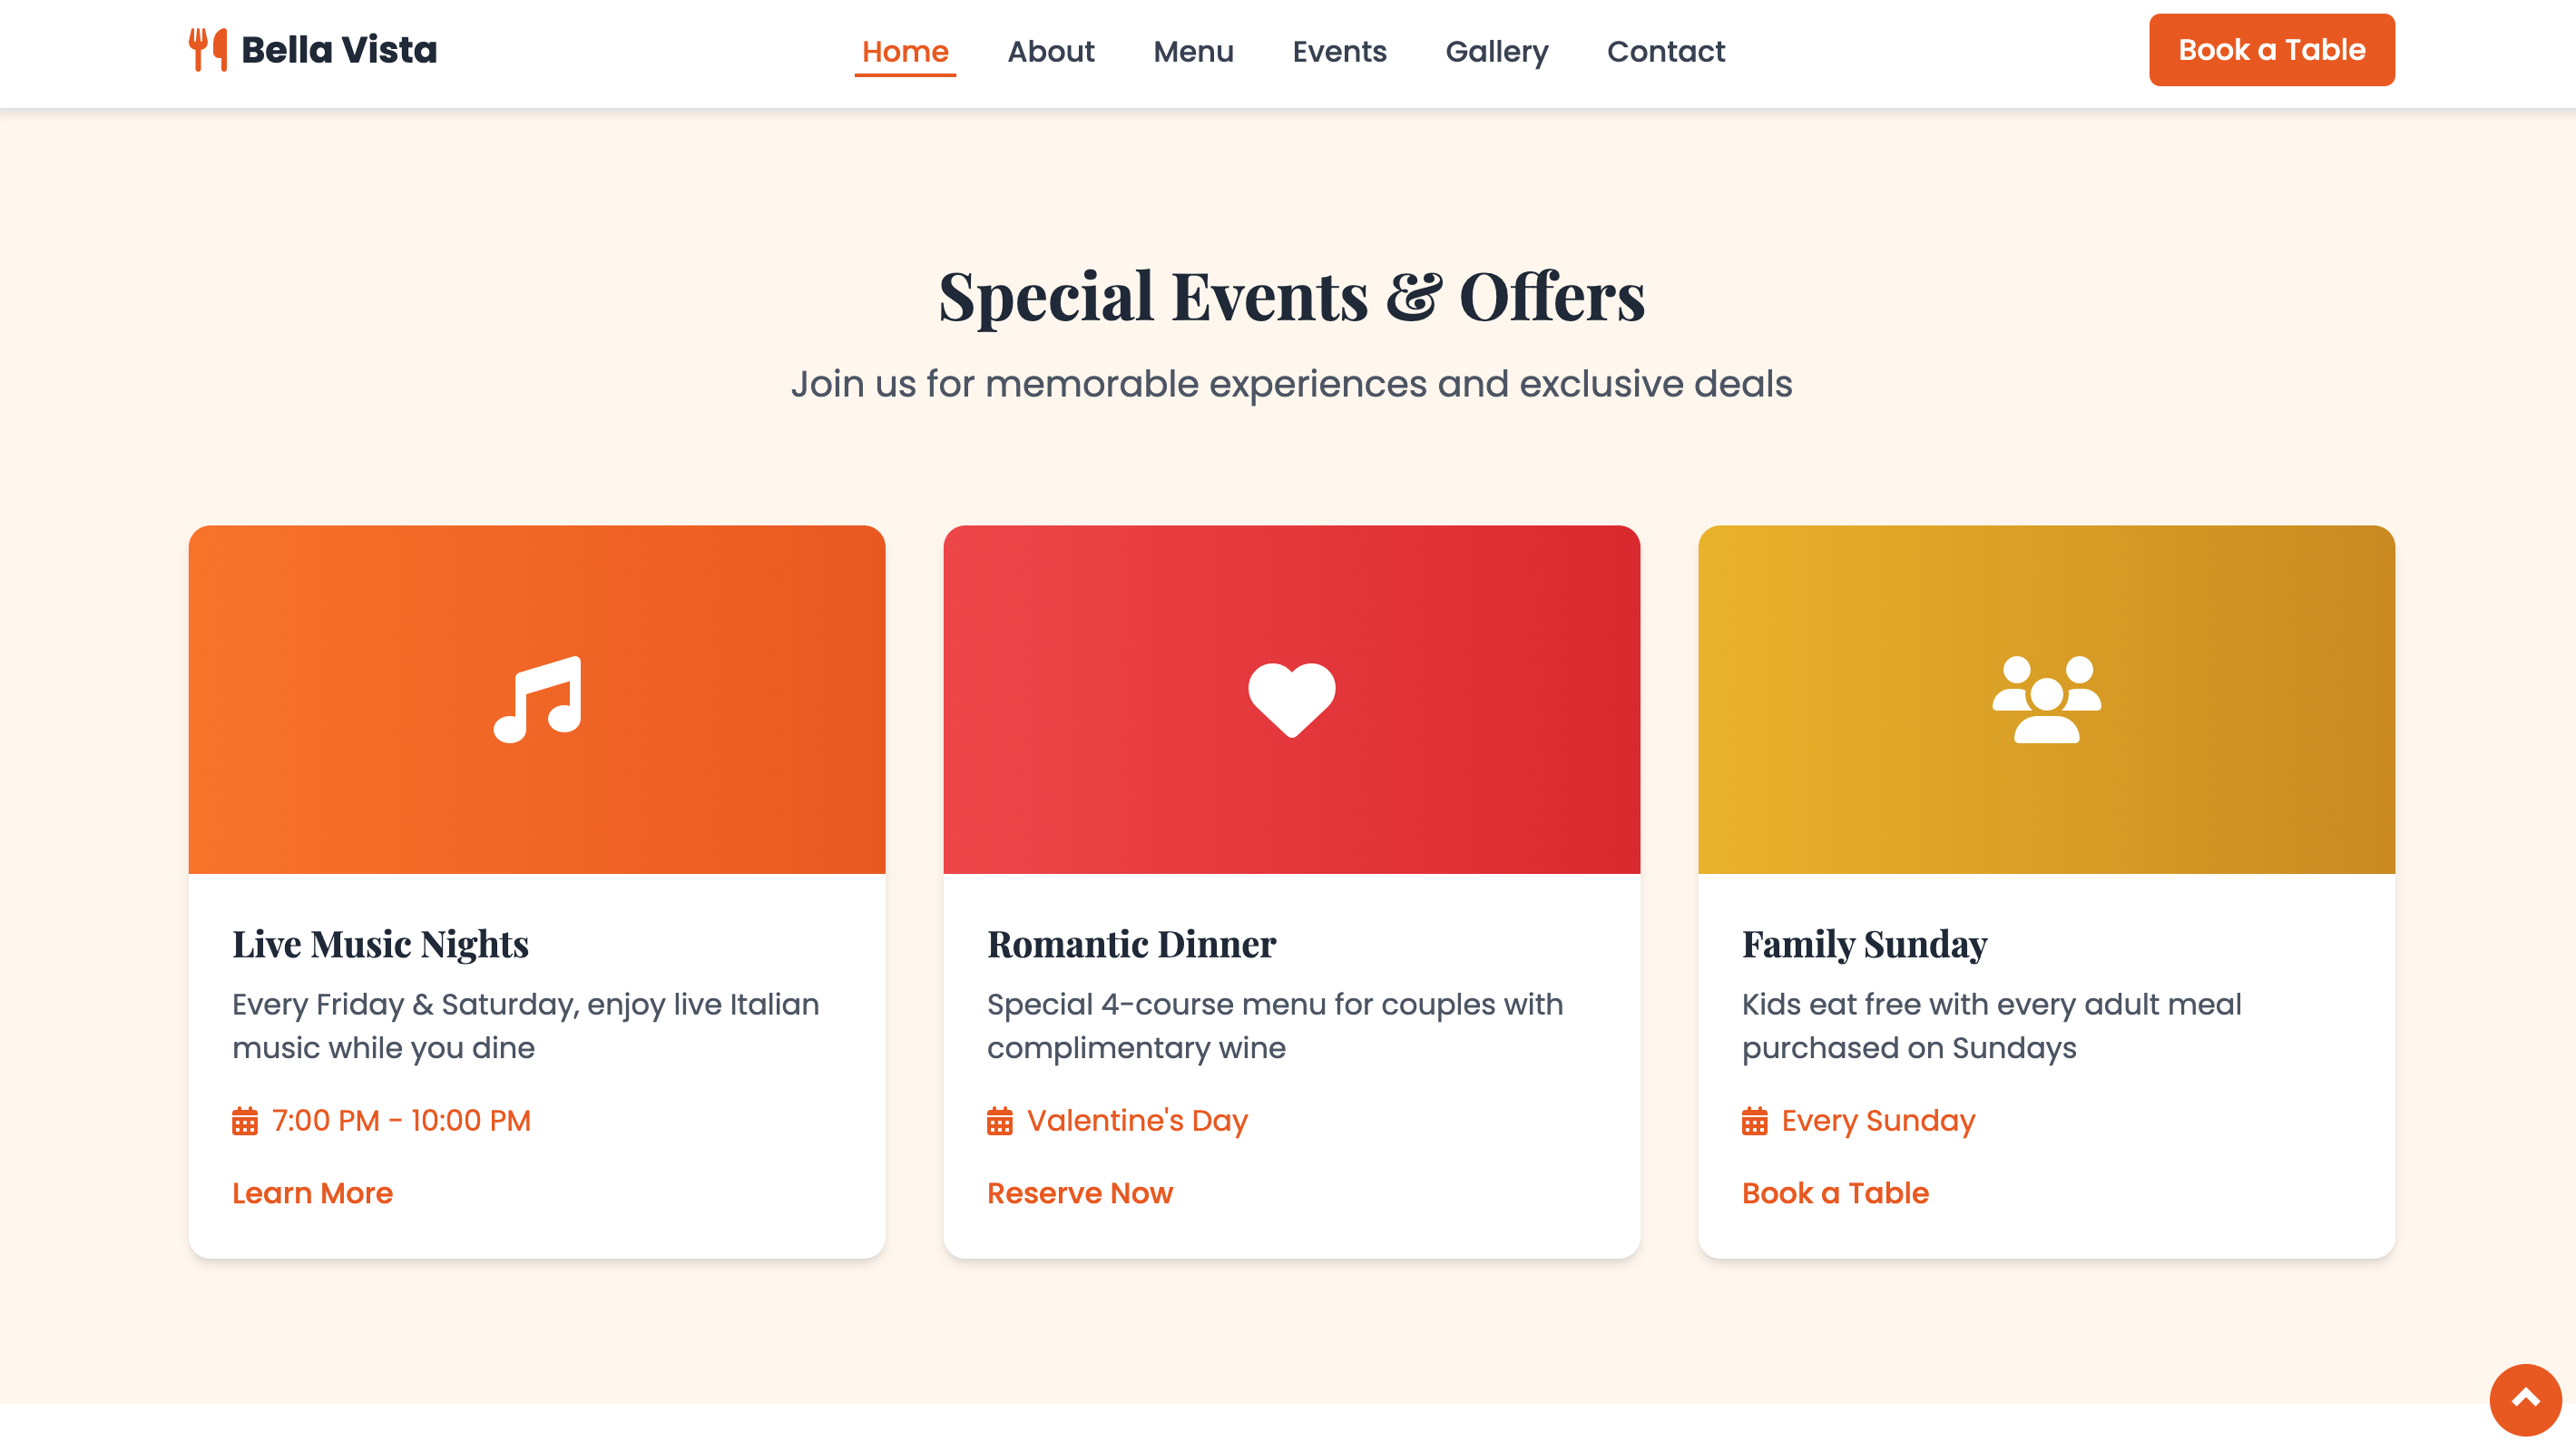 Bella Vista
Home
About
Menu
Events
Gallery
Contact
Book a Table
Special Events & Offers
Join us for memorable experiences and exclusive deals
Live Music Nights
Every Friday & Saturday, enjoy live Italian
music while you dine
7:00 PM - 10:00 PM
Learn More
Romantic Dinner
Special 4-course menu for couples with
complimentary wine
Valentine's Day
Reserve Now
Family Sunday
Kids eat free with every adult meal
purchased on Sundays
Every Sunday
Book a Table